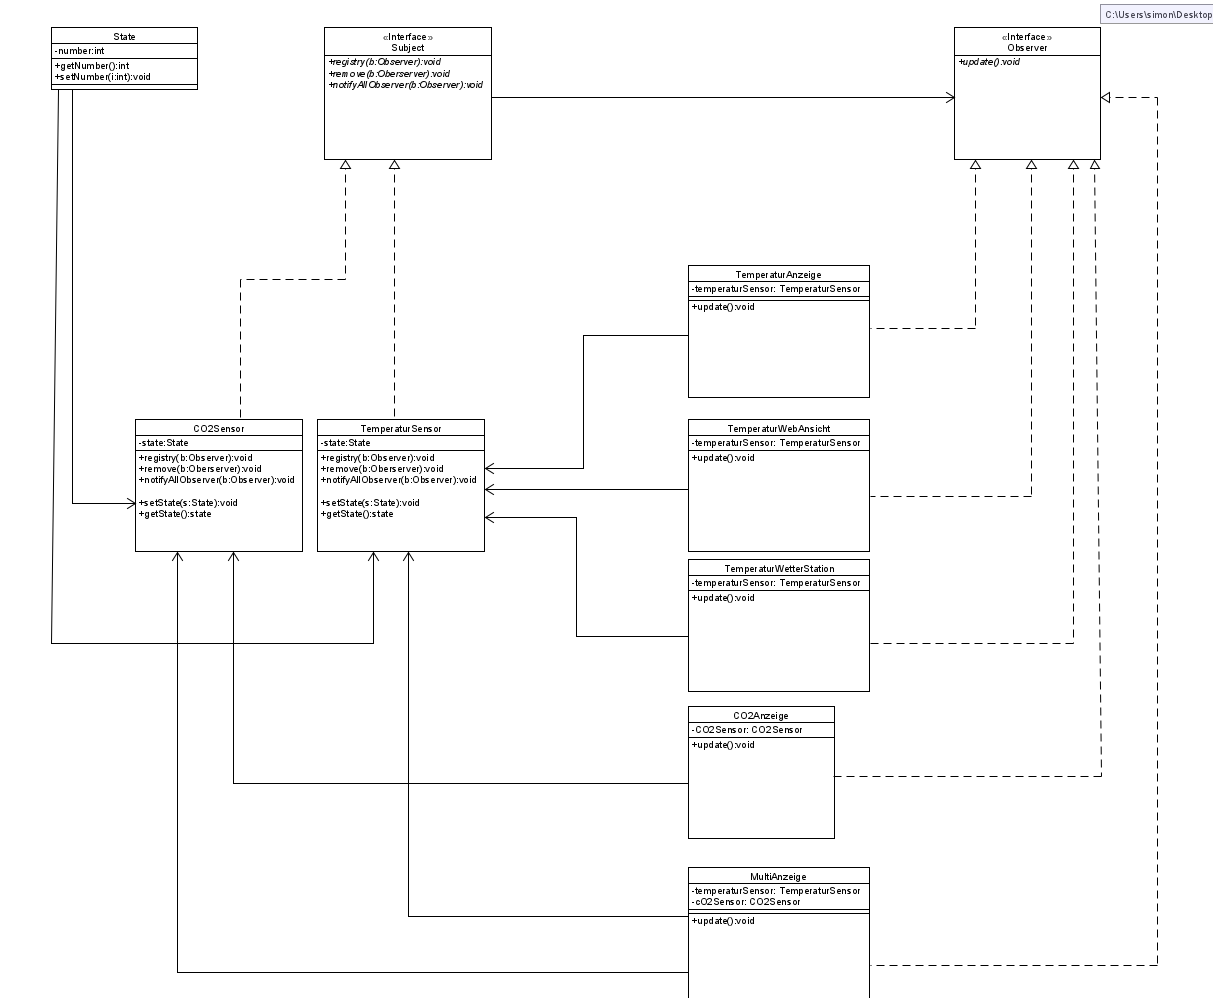 C:\Users\simon\Desktop
State
-number:int
+getNumber():int
+setNumber(i:int):void
«Interface»
Subject
+registry(b:Observer):void
+remove(b:Oberserver):void
+notifyAllObserver(b:Observer):void
«Interface»
Observer
+update():void
TemperaturAnzeige
-temperaturSensor: TemperaturSensor
+update():void
CO2Sensor
-state:State
+registry(b:Observer):void
+remove(b:Oberserver):void
+notifyAllObserver(b:Observer):void
+setState(s:State):void
+getState():state
TemperaturSensor
-state:State
+registry(b:Observer):void
+remove(b:Oberserver):void
+notifyAllObserver(b:Observer):void
+setState(s:State):void
+getState():state
TemperaturWebAnsicht
-temperaturSensor: TemperaturSensor
+update():void
TemperaturWetterStation
-temperaturSensor: TemperaturSensor
+update():void
CO2Anzeige
-CO2Sensor: CO2Sensor
+update():void
MultiAnzeige
-temperaturSensor: TemperaturSensor
-cO2Sensor: CO2Sensor
+update():void